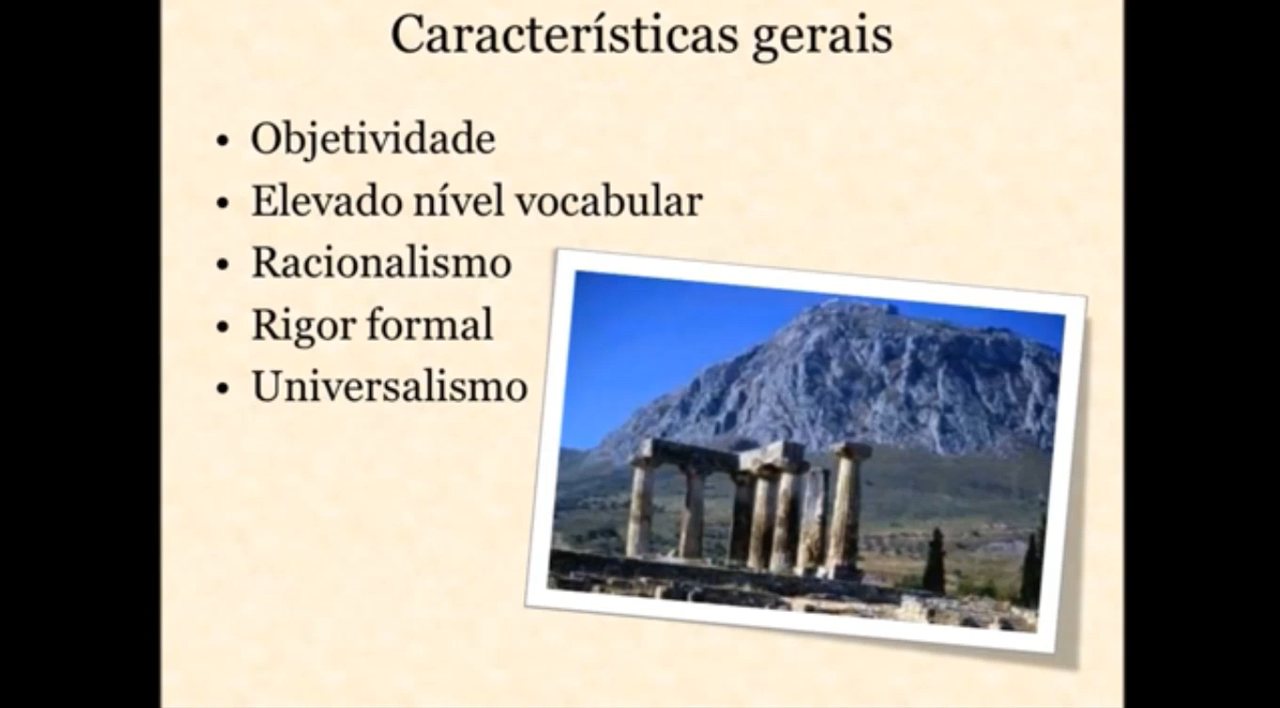 Características gerais
• Objetividade
• Elevado nível vocabular
• Racionalismo
• Rigor formal
• Universalismo